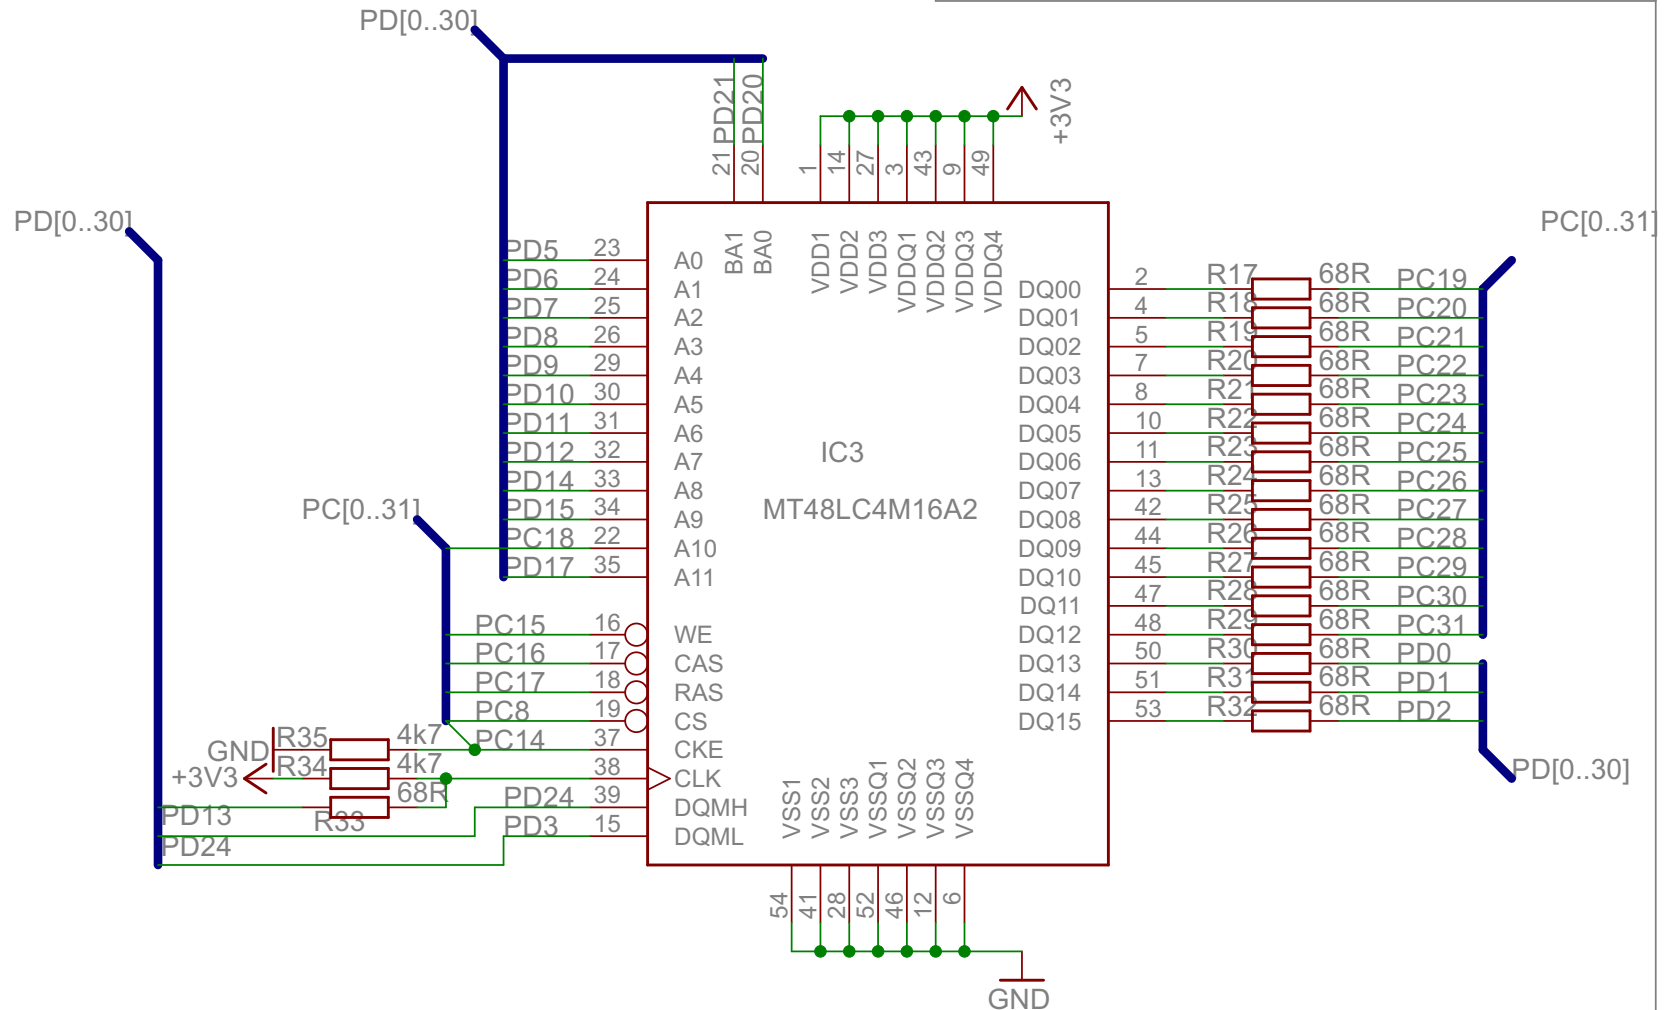 PD[0..30]
PD21
PD20
21
20
1
14
27
3
43
9
49
+3V3
PD[0..30]
PC[0..31]
BA1
BA0
VDD1
VDD2
VDD3
VDDQ1
VDDQ2
VDDQ3
VDDQ4
PD5 23 A0
PD6 24 A1
PD7 25 A2
PD8 26 A3
PD9 29 A4
PD10 30 A5
PD11 31 A6
PD12 32 A7
PD14 33 A8
PD15 34 A9
PC18 22 A10
PD17 35 A11
PC[0..31]
PC15 16 WE
PC16 17 CAS
PC17 18 RAS
PC8 19 CS
GND R35 4k7 PC14 37 CKE
+3V3 R34 4k7 38 CLK
PD13 R33 68R PD24 39 DQMH
PD24 PD3 15 DQML
IC3
MT48LC4M16A2
DQ00 2 R17 68R PC19
DQ01 4 R18 68R PC20
DQ02 5 R19 68R PC21
DQ03 7 R20 68R PC22
DQ04 8 R21 68R PC23
DQ05 10 R22 68R PC24
DQ06 11 R23 68R PC25
DQ07 13 R24 68R PC26
DQ08 42 R25 68R PC27
DQ09 44 R26 68R PC28
DQ10 45 R27 68R PC29
DQ11 47 R28 68R PC30
DQ12 48 R29 68R PC31
DQ13 50 R30 68R PD0
DQ14 51 R31 68R PD1
DQ15 53 R32 68R PD2
PD[0..30]
VSS1
VSS2
VSS3
VSSQ1
VSSQ2
VSSQ3
VSSQ4
54
41
28
52
46
12
6
GND